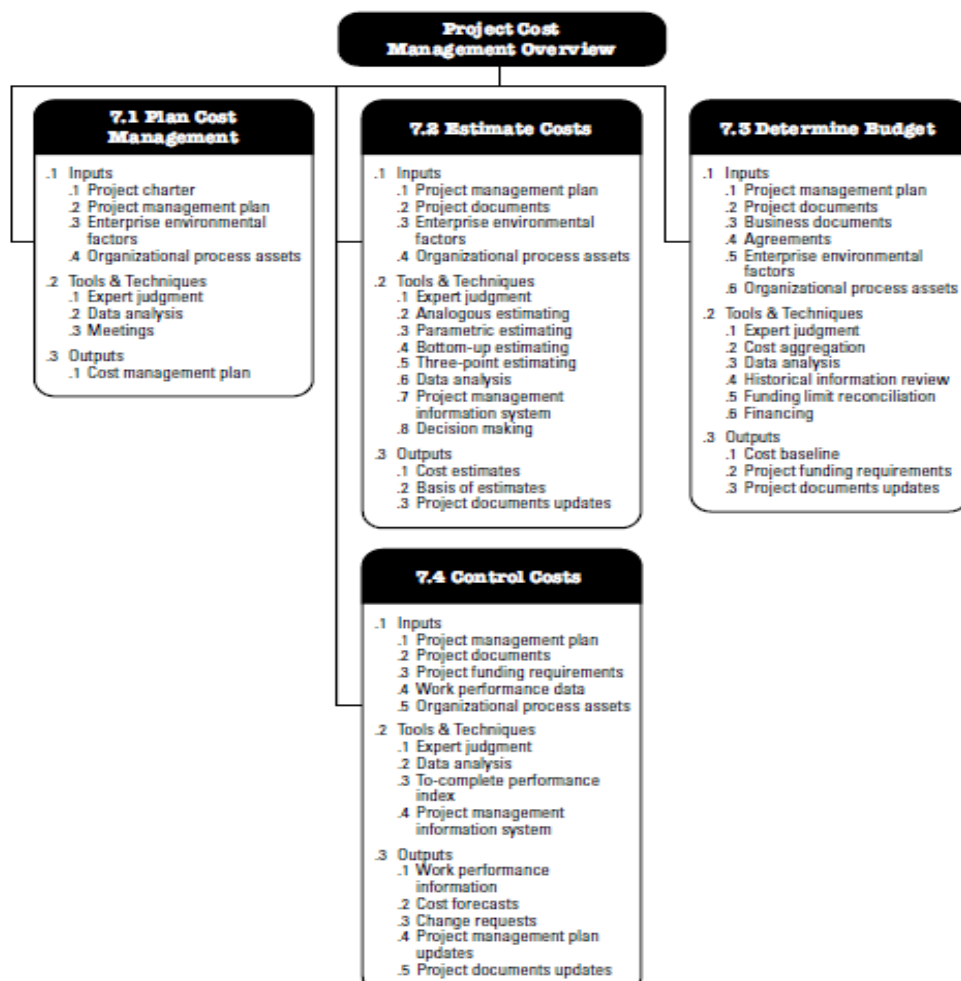 Project Cost
Management Overview
7.1 Plan Cost
Management
.1 Inputs
.1 Project charter
.2 Project management plan
.3 Enterprise environmental
factors
.4 Organizational process assets
.2 Tools & Techniques
.1 Expert judgment
.2 Data analysis
.3 Meetings
.3 Outputs
.1 Cost management plan
7.2 Estimate Costs
.1 Inputs
.1 Project management plan
.2 Project documents
.3 Enterprise environmental
factors
.4 Organizational process assets
.2 Tools & Techniques
.1 Expert judgment
.2 Analogous estimating
.3 Parametric estimating
.4 Bottom-up estimating
.5 Three-point estimating
.6 Data analysis
.7 Project management
information system
.8 Decision making
.3 Outputs
.1 Cost estimates
.2 Basis of estimates
.3 Project documents updates
7.3 Determine Budget
.1 Inputs
.1 Project management plan
.2 Project documents
.3 Business documents
.4 Agreements
.5 Enterprise environmental
factors
.6 Organizational process assets
.2 Tools & Techniques
.1 Expert judgment
.2 Cost aggregation
.3 Data analysis
.4 Historical information review
.5 Funding limit reconciliation
.6 Financing
.3 Outputs
.1 Cost baseline
.2 Project funding requirements
.3 Project documents updates
7.4 Control Costs
.1 Inputs
.1 Project management plan
.2 Project documents
.3 Project funding requirements
.4 Work performance data
.5 Organizational process assets
.2 Tools & Techniques
.1 Expert judgment
.2 Data analysis
.3 To-complete performance
index
.4 Project management
information system
.3 Outputs
.1 Work performance
information
.2 Cost forecasts
.3 Change requests
.4 Project management plan
updates
.5 Project documents updates